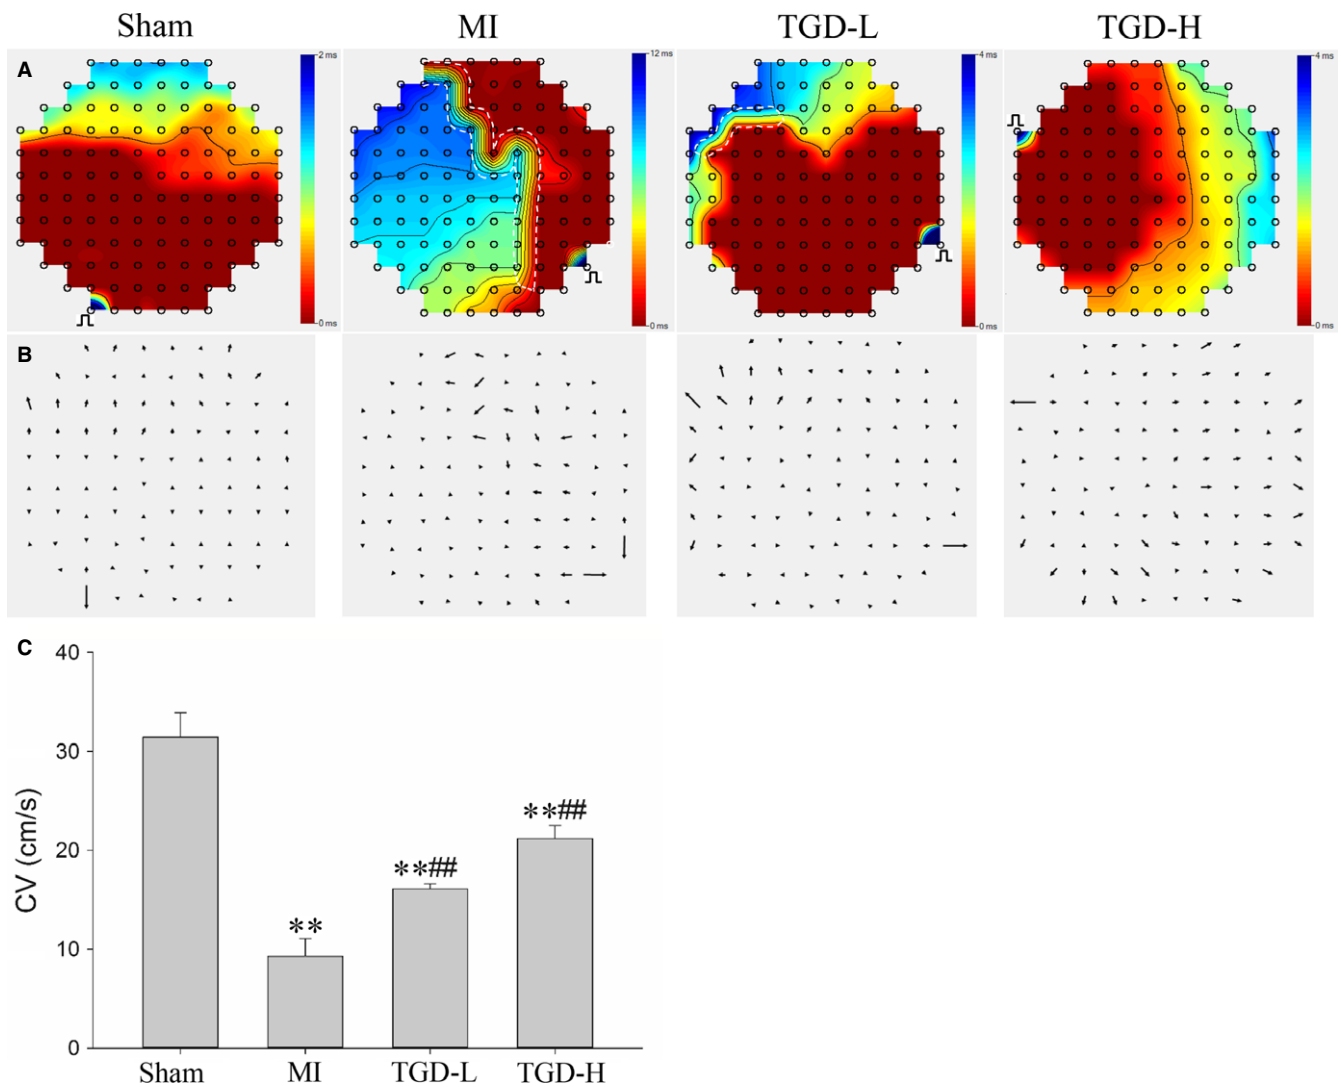 Sham MI TGD-L TGD-H
A
2 ms 12 ms 4 ms 4 ms
0 ms 0 ms 0 ms 0 ms
B
C
CV (cm/s)
40
30
20
10
0
**
**##
**##
Sham MI TGD-L TGD-H